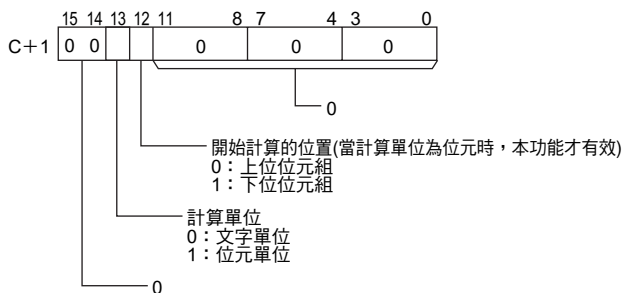 15 14 13 12 11 8 7 4 3 0
C+1 0 0 0 0 0
0
開始計算的位置(當計算單位為位元時，本功能才有效)
0：上位位元組
1：下位位元組
計算單位
0：文字單位
1：位元單位
0